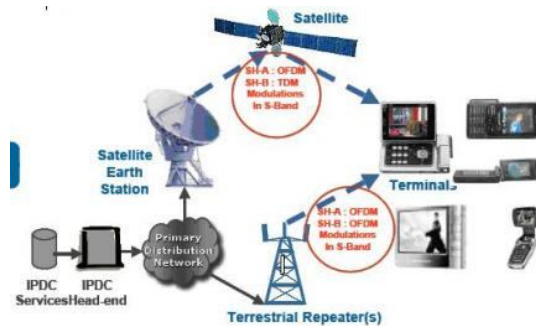 Satellite
SH-A : OFDM
SH-B : TDM
Modulations
In S-Band
Satellite
Earth
Station
Terminals
SH-A : OFDM
SH-B : OFDM
Modulations
In S-Band
Primary
Distribution
Network
IPDC
Services
IPDC
Head-end
Terrestrial Repeater(s)